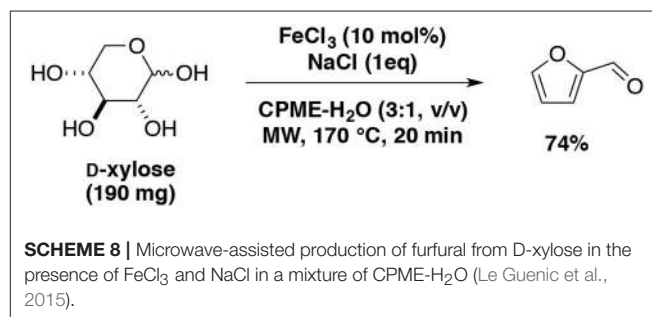 FeCl₃ (10 mol%)
NaCl (1eq)
CPME-H₂O (3:1, v/v)
MW, 170 °C, 20 min
O
HO
OH
HO
OH
D-xylose
(190 mg)
O
O
74%
SCHEME 8 | Microwave-assisted production of furfural from D-xylose in the
presence of FeCl₃ and NaCl in a mixture of CPME-H₂O (Le Guenic et al.,
2015).